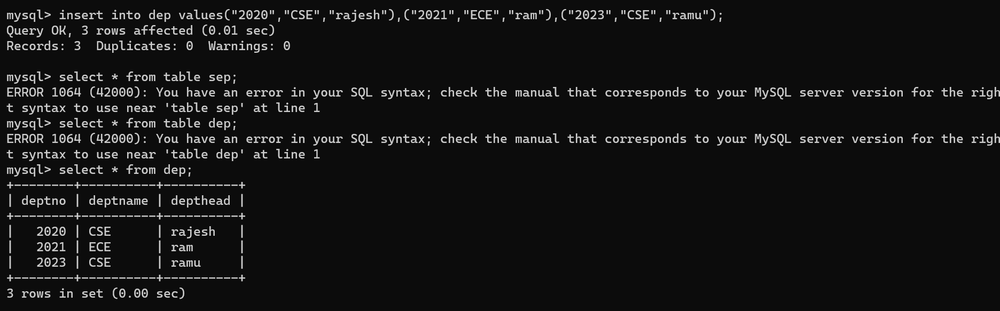 mysql> insert into dep values("2020","CSE","rajesh"),("2021","ECE","ram"),("2023","CSE","ramu");
Query OK, 3 rows affected (0.01 sec)
Records: 3  Duplicates: 0  Warnings: 0

mysql> select * from table sep;
ERROR 1064 (42000): You have an error in your SQL syntax; check the manual that corresponds to your MySQL server version for the righ
t syntax to use near 'table sep' at line 1
mysql> select * from table dep;
ERROR 1064 (42000): You have an error in your SQL syntax; check the manual that corresponds to your MySQL server version for the righ
t syntax to use near 'table dep' at line 1
mysql> select * from dep;
+--------+----------+----------+
| deptno | deptname | depthead |
+--------+----------+----------+
|   2020 | CSE      | rajesh   |
|   2021 | ECE      | ram      |
|   2023 | CSE      | ramu     |
+--------+----------+----------+
3 rows in set (0.00 sec)